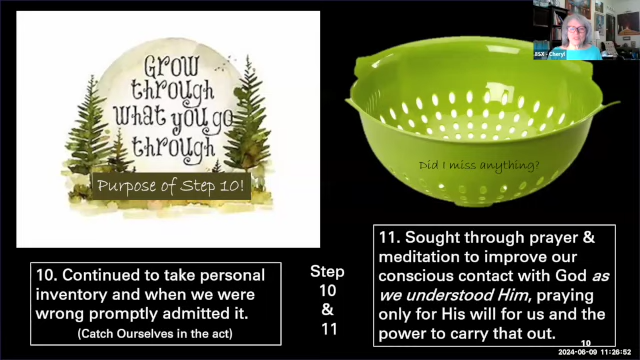 Grow
through
what you go
through
Purpose of Step 10!
10. Continued to take personal
inventory and when we were
wrong promptly admitted it.
(Catch Ourselves in the act)
Step
10
&
11
Did I miss anything?
11. Sought through prayer &
meditation to improve our
conscious contact with God as
we understood Him, praying
only for His will for us and the
power to carry that out.
10
2024-06-09 11:26:52